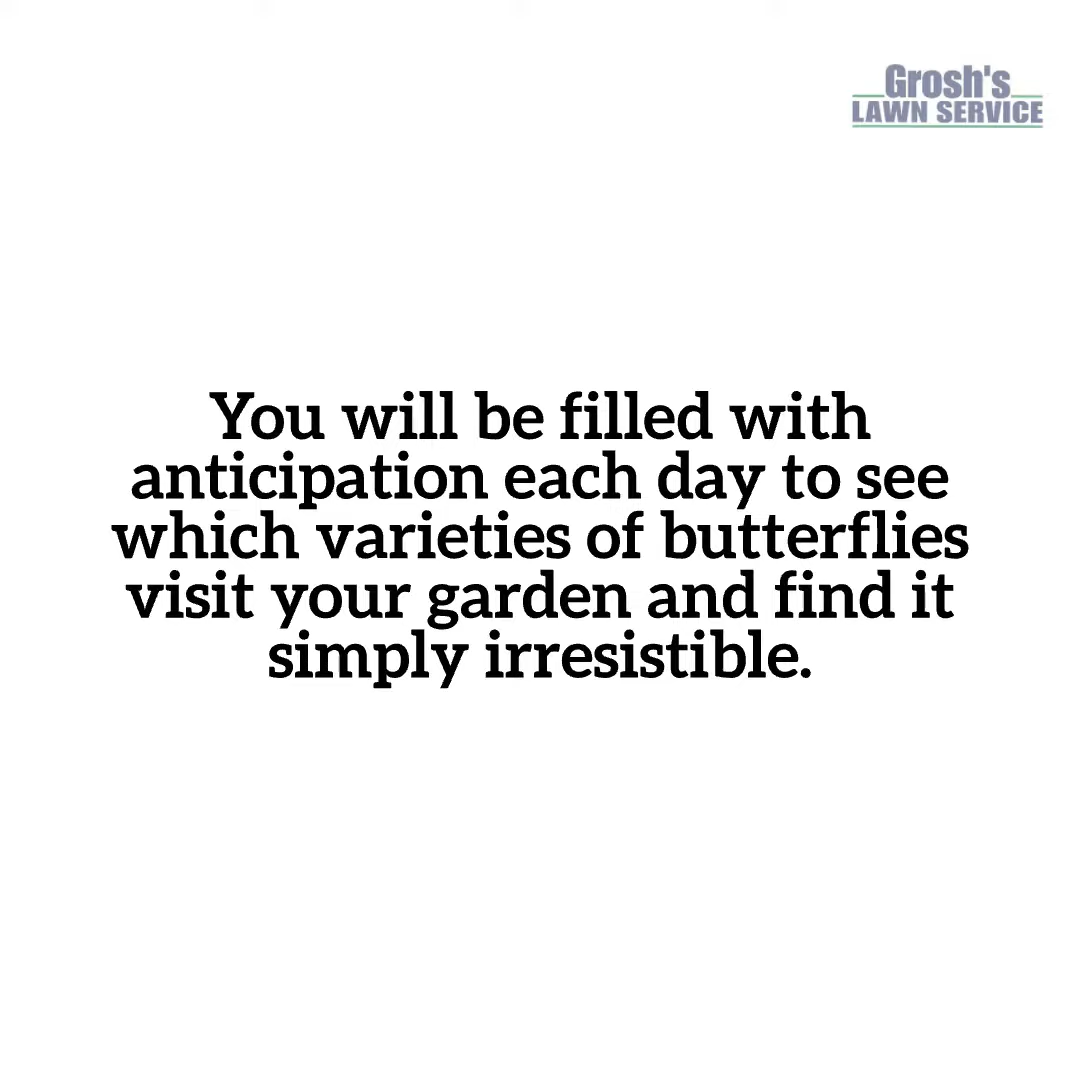 Grosh's
LAWN SERVICE
You will be filled with
anticipation each day to see
which varieties of butterflies
visit your garden and find it
simply irresistible.